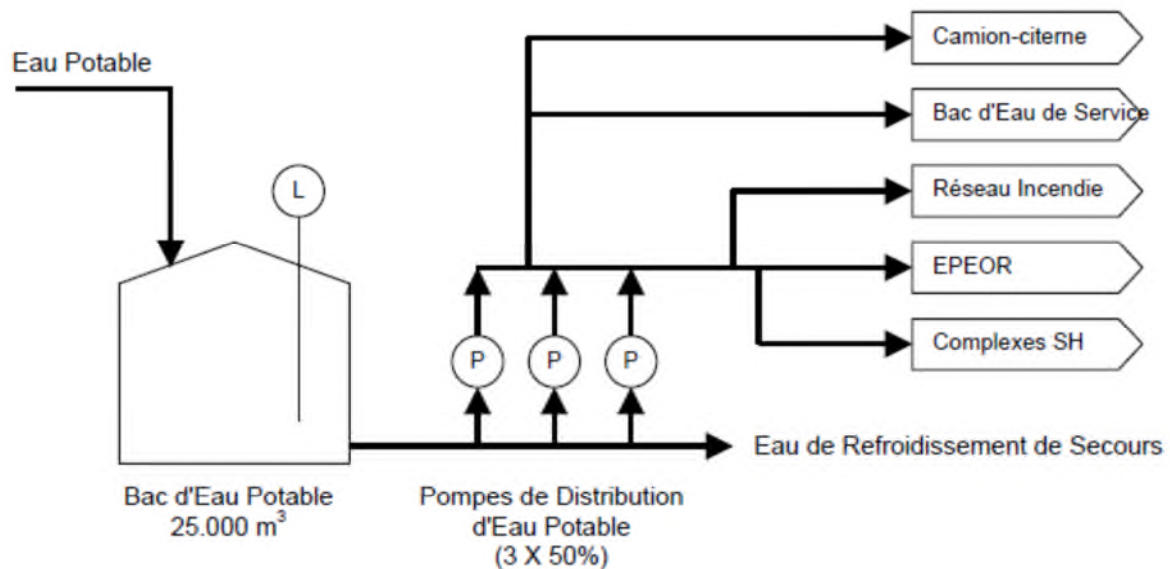 Eau Potable
L
Camion-citerne
Bac d'Eau de Service
Réseau Incendie
EPEOR
Complexes SH
P
P
P
Eau de Refroidissement de Secours
Bac d'Eau Potable
25.000 m³
Pompes de Distribution
d'Eau Potable
(3 X 50%)